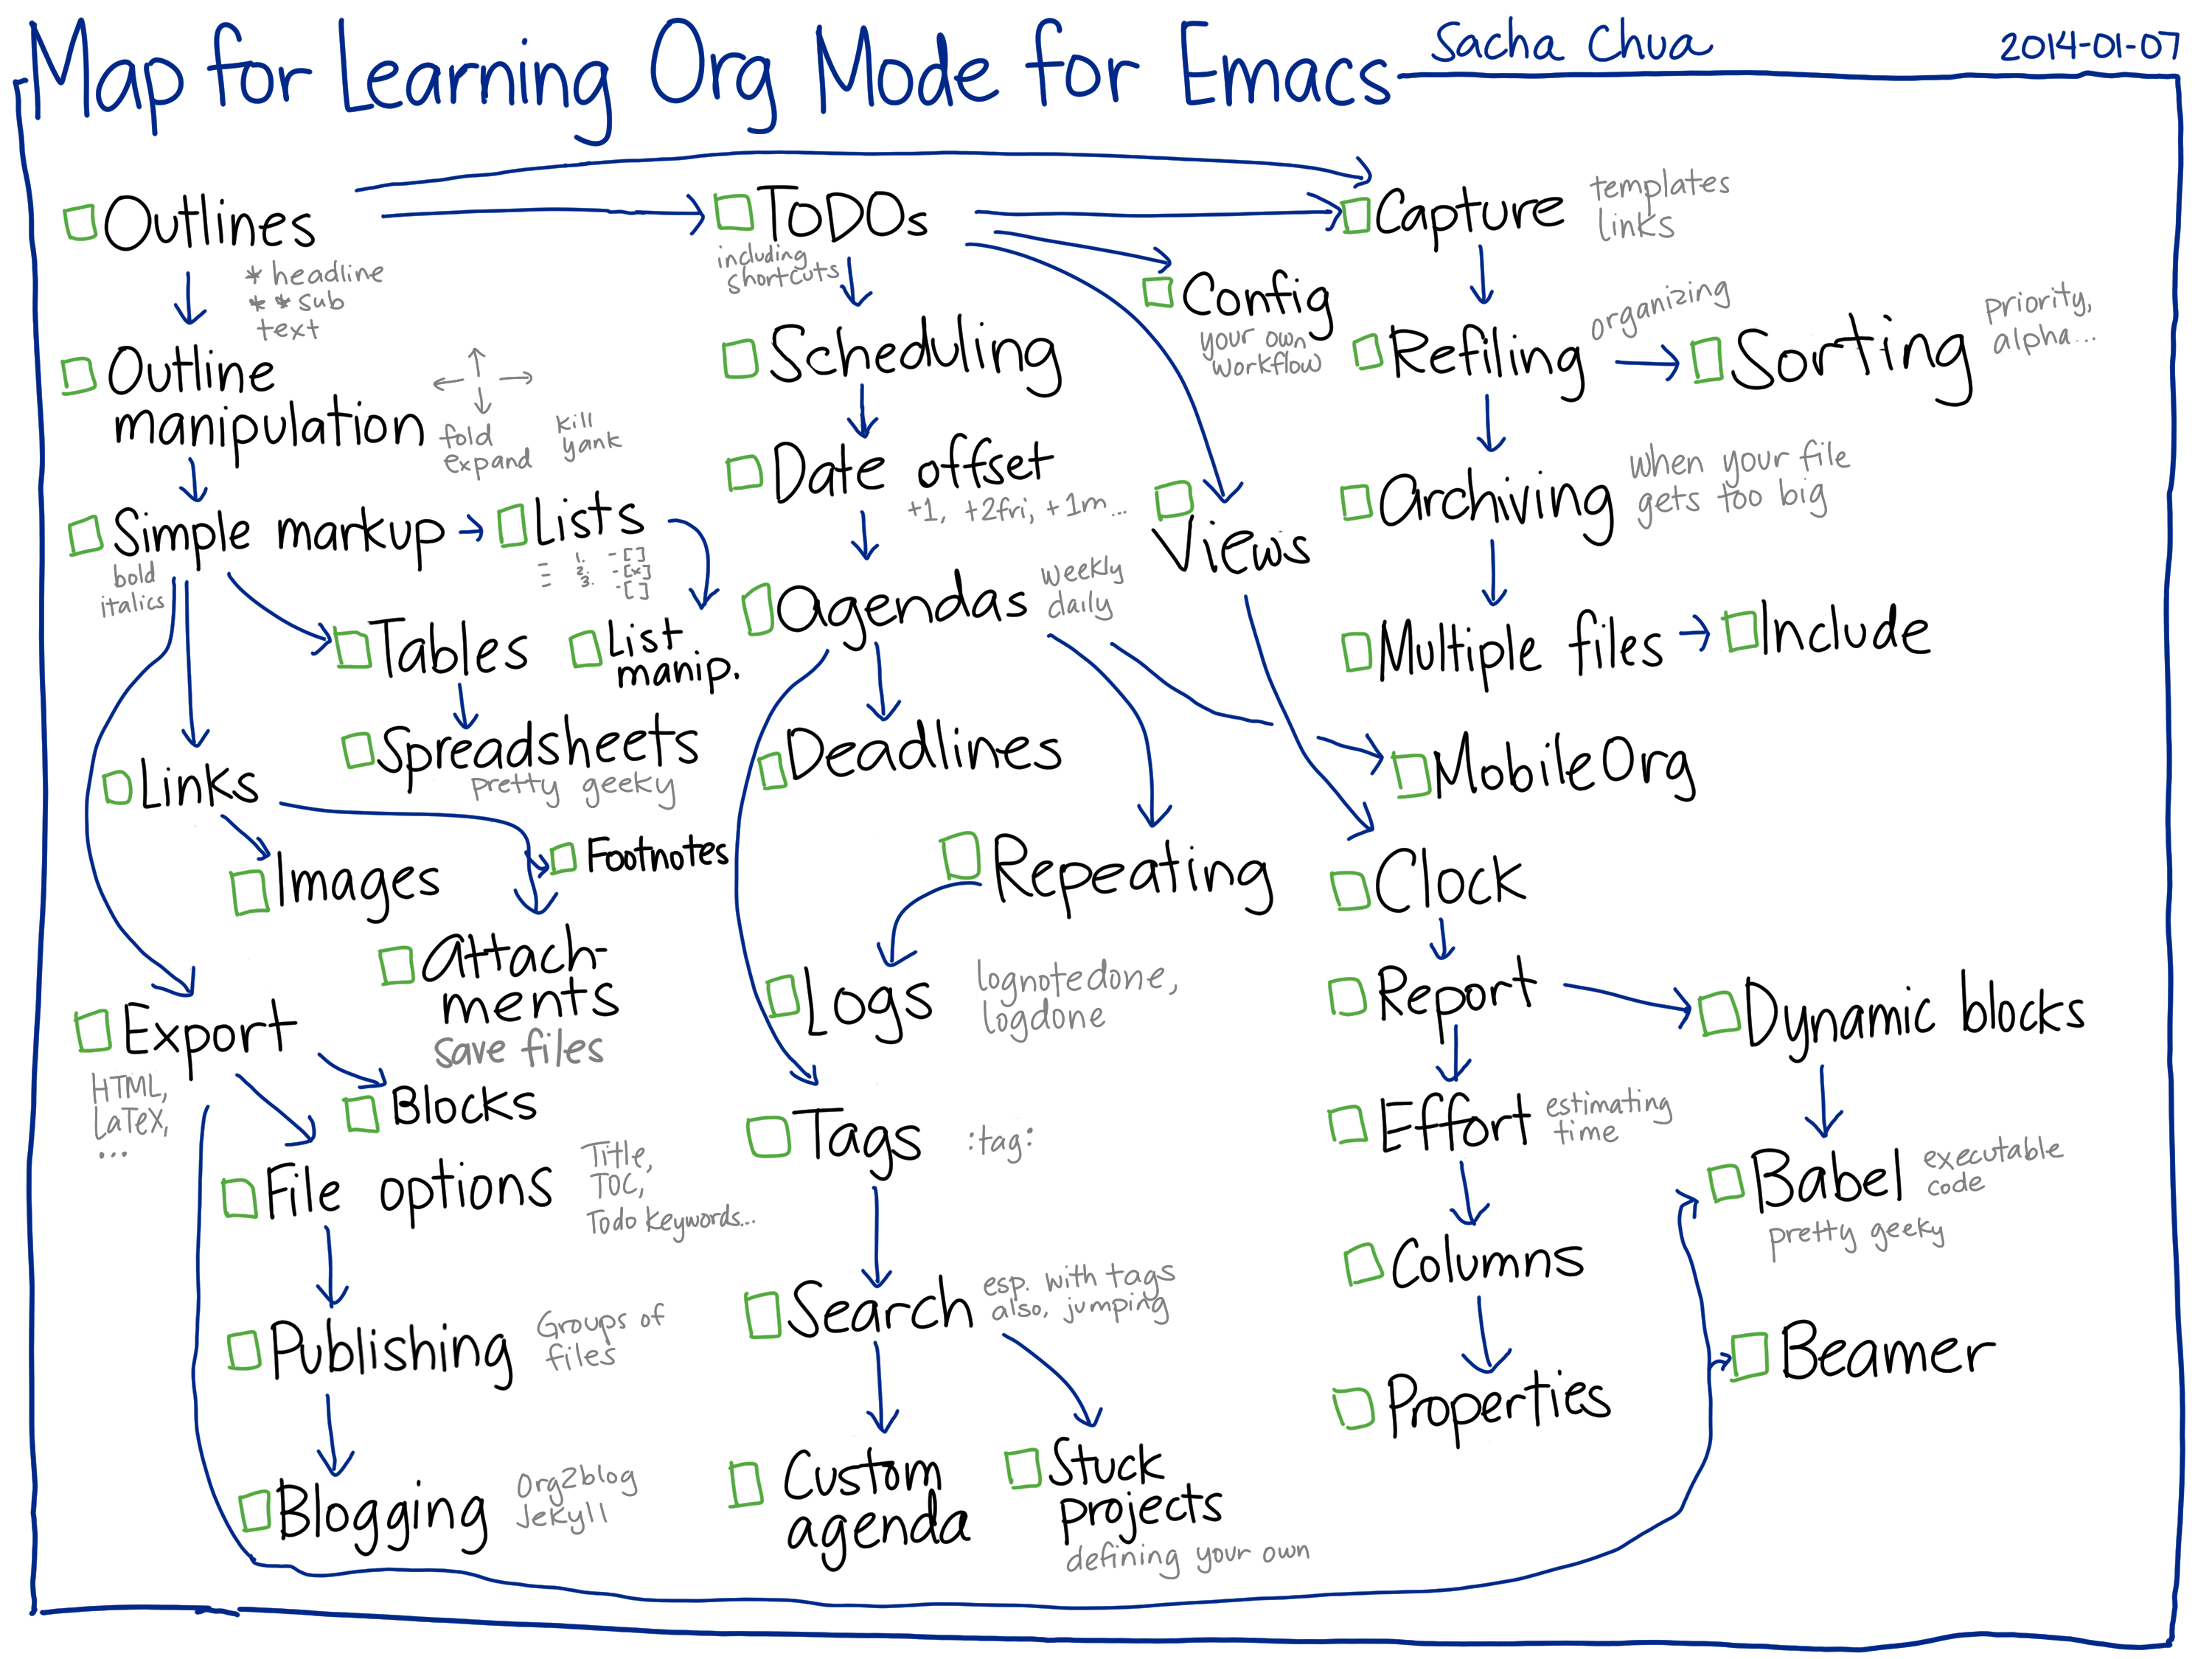 Map for Learning Org Mode for Emacs
Sacha Chua
2014-01-07
Outlines
* headline
* * sub
text
Outline
manipulation
fold
expand
kill
yank
Simple markup
bold
italics
Lists
1.
2.
3.
-[ ]
-[x]
-[ ]
List
manip.
Tables
Spreadsheets
pretty geeky
Links
Images
Footnotes
Attach-
ments
save files
Export
HTML,
LaTeX,
...
Blocks
File options
Title,
TOC,
Todo keywords...
Publishing
Groups of
files
Blogging
Org2blog
Jekyll
TODOs
including
shortcuts
Scheduling
Date offset
+1, +2fri, +1m...
Agendas
weekly
daily
Deadlines
Repeating
Logs
lognotedone,
logdone
Tags
:tag:
Search
esp. with tags
also, jumping
Custom
agenda
Stuck
projects
defining your own
Config
your own
workflow
Views
Capture
templates
links
Refiling
organizing
Sorting
priority,
alpha...
Archiving
when your file
gets too big
Multiple files
Include
MobileOrg
Clock
Report
Dynamic blocks
Effort
estimating
time
Babel
executable
code
pretty geeky
Columns
Beamer
Properties